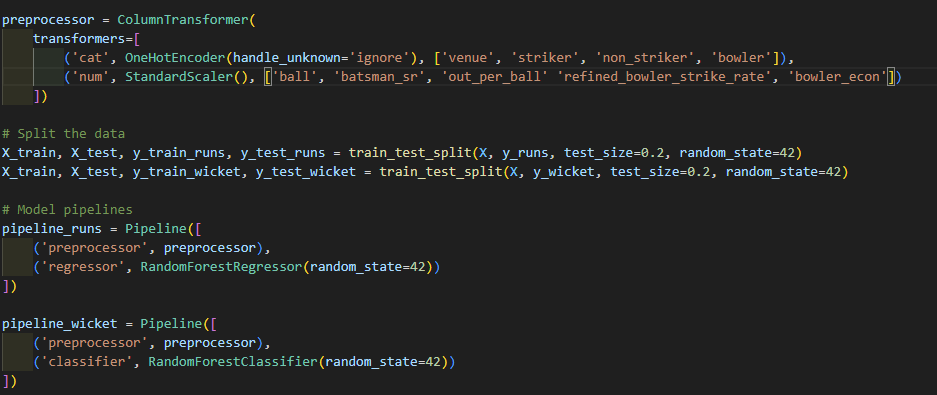 preprocessor = ColumnTransformer(
    transformers=[
        ('cat', OneHotEncoder(handle_unknown='ignore'), ['venue', 'striker', 'non_striker', 'bowler']),
        ('num', StandardScaler(), ['ball', 'batsman_sr', 'out_per_ball' 'refined_bowler_strike_rate', 'bowler_econ'])
    ])

# Split the data
X_train, X_test, y_train_runs, y_test_runs = train_test_split(X, y_runs, test_size=0.2, random_state=42)
X_train, X_test, y_train_wicket, y_test_wicket = train_test_split(X, y_wicket, test_size=0.2, random_state=42)

# Model pipelines
pipeline_runs = Pipeline([
    ('preprocessor', preprocessor),
    ('regressor', RandomForestRegressor(random_state=42))
])

pipeline_wicket = Pipeline([
    ('preprocessor', preprocessor),
    ('classifier', RandomForestClassifier(random_state=42))
])